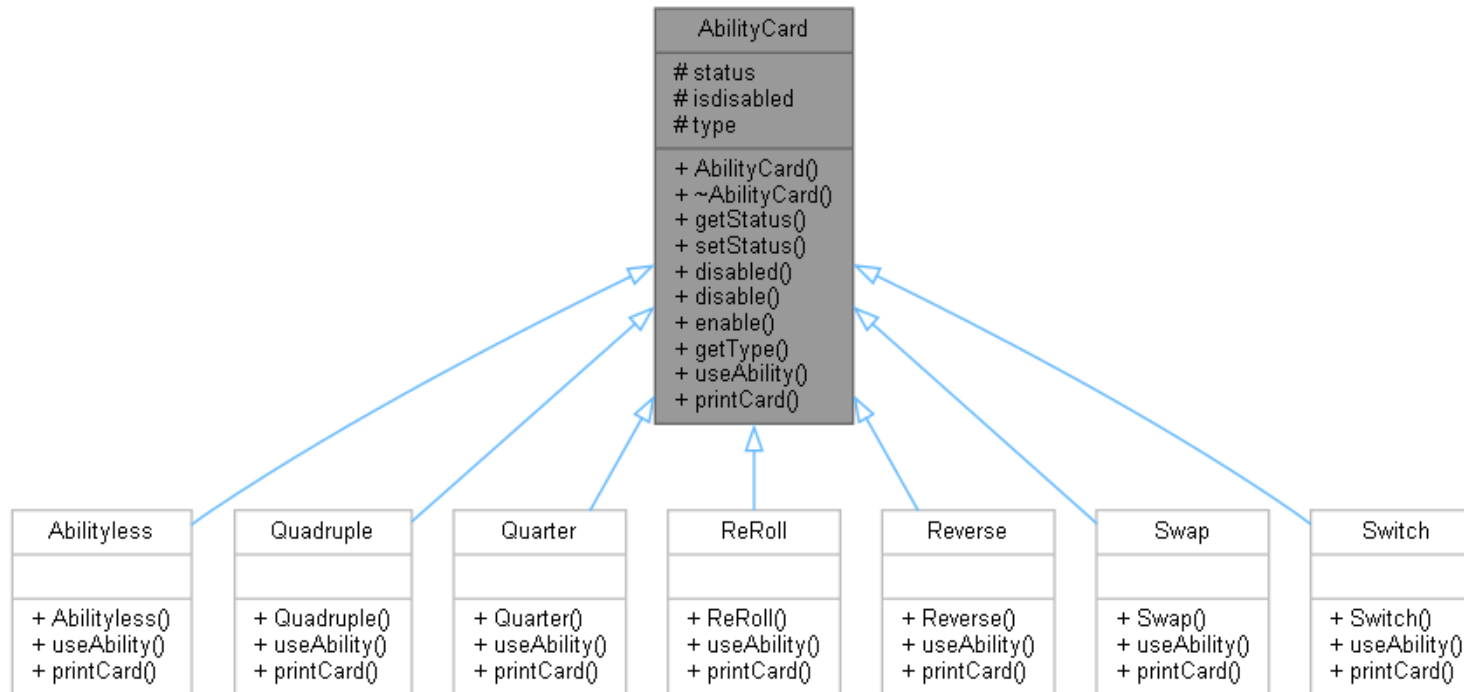 AbilityCard
# status
# isdisabled
# type
+ AbilityCard()
+ ~AbilityCard()
+ getStatus()
+ setStatus()
+ disabled()
+ disable()
+ enable()
+ getType()
+ useAbility()
+ printCard()
Abilityless
+ Abilityless()
+ useAbility()
+ printCard()
Quadruple
+ Quadruple()
+ useAbility()
+ printCard()
Quarter
+ Quarter()
+ useAbility()
+ printCard()
ReRoll
+ ReRoll()
+ useAbility()
+ printCard()
Reverse
+ Reverse()
+ useAbility()
+ printCard()
Swap
+ Swap()
+ useAbility()
+ printCard()
Switch
+ Switch()
+ useAbility()
+ printCard()